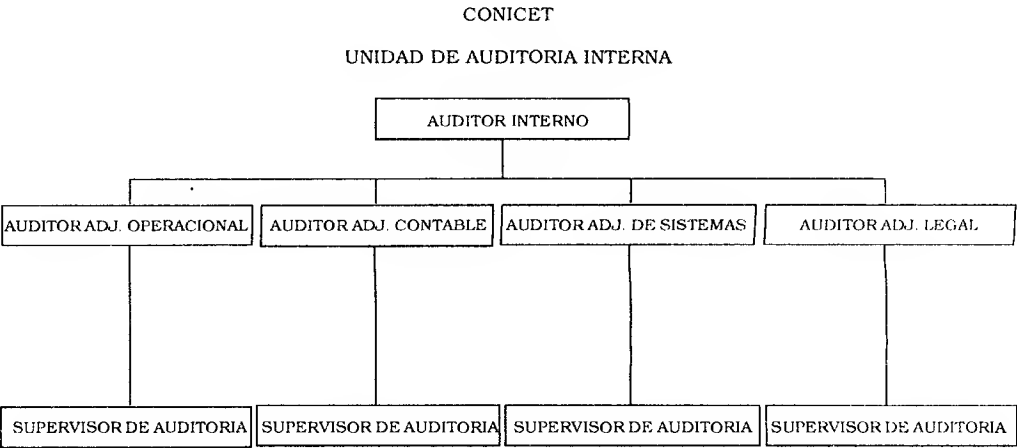 CONICET
UNIDAD DE AUDITORIA INTERNA
AUDITOR INTERNO
AUDITOR ADJ. OPERACIONAL
AUDITOR ADJ. CONTABLE
AUDITOR ADJ. DE SISTEMAS
AUDITOR ADJ. LEGAL
SUPERVISOR DE AUDITORIA
SUPERVISOR DE AUDITORIA
SUPERVISOR DE AUDITORIA
SUPERVISOR DE AUDITORIA